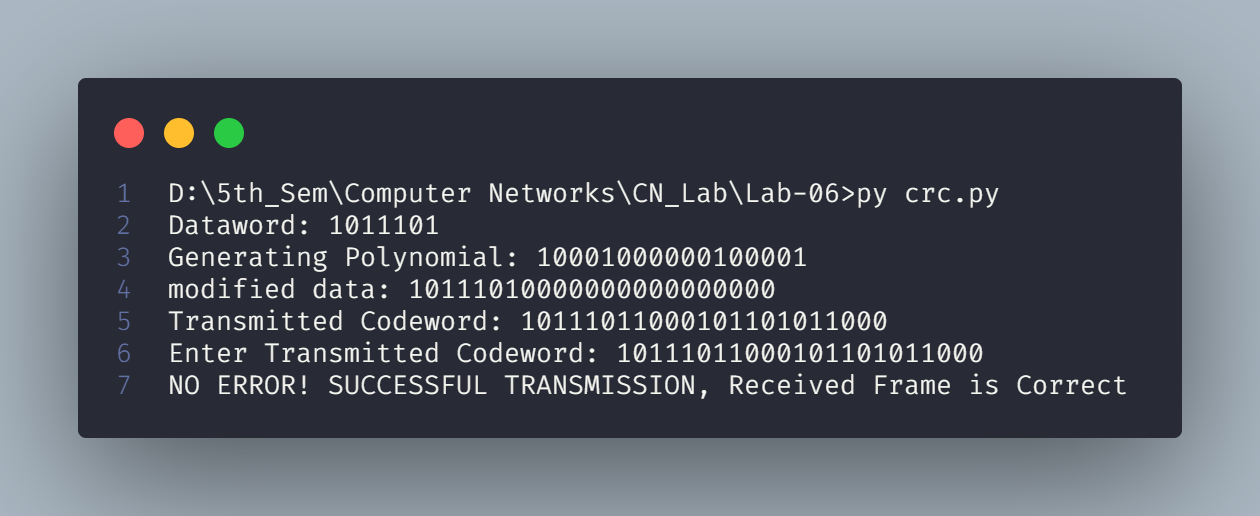 1 D:\5th_Sem\Computer Networks\CN_Lab\Lab-06>py crc.py
2 Dataword: 1011101
3 Generating Polynomial: 10001000000100001
4 modified data: 10111010000000000000000
5 Transmitted Codeword: 10111011000101101011000
6 Enter Transmitted Codeword: 10111011000101101011000
7 NO ERROR! SUCCESSFUL TRANSMISSION, Received Frame is Correct